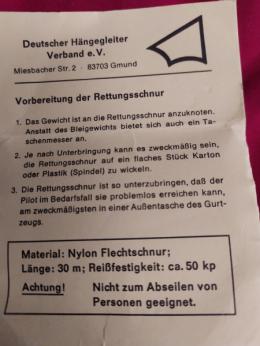 Deutscher Hängegleiter
Verband e.V.
Miesbacher Str. 2 · 83703 Gmund
Vorbereitung der Rettungsschnur
1. Das Gewicht ist an die Rettungsschnur anzuknoten.
Anstalt des Bleigewichts bietet sich auch ein Ta-
schenmesser an.
2. Je nach Unterbringung kann es zweckmäßig sein,
die Rettungsschnur auf ein flaches Stück Karton
oder Plastik (Spindel) zu wickeln.
3. Die Rettungsschnur ist so unterzubringen, daß der
Pilot im Bedarfsfall sie problemlos erreichen kann,
am zweckmäßigsten in einer Außentasche des Gurt-
zeugs.
Material: Nylon Flechtschnur;
Länge: 30 m; Reißfestigkeit: ca. 50 kp
Achtung! Nicht zum Abseilen von
Personen geeignet.